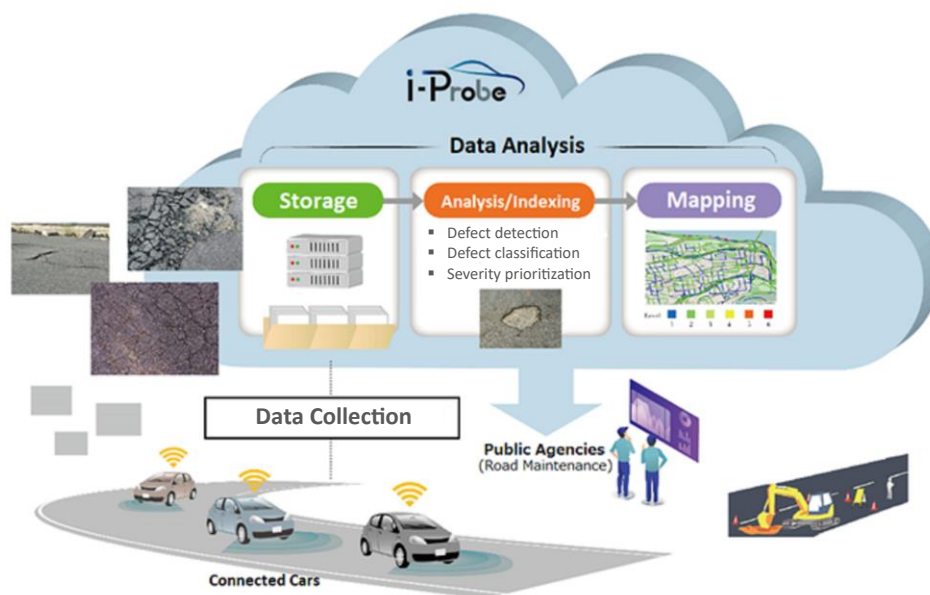 i-Probe
Data Analysis
Storage
Analysis/Indexing
Mapping
▪ Defect detection
▪ Defect classification
▪ Severity prioritization
Level
1 2 3 4 5 6
Data Collection
Public Agencies
(Road Maintenance)
Connected Cars